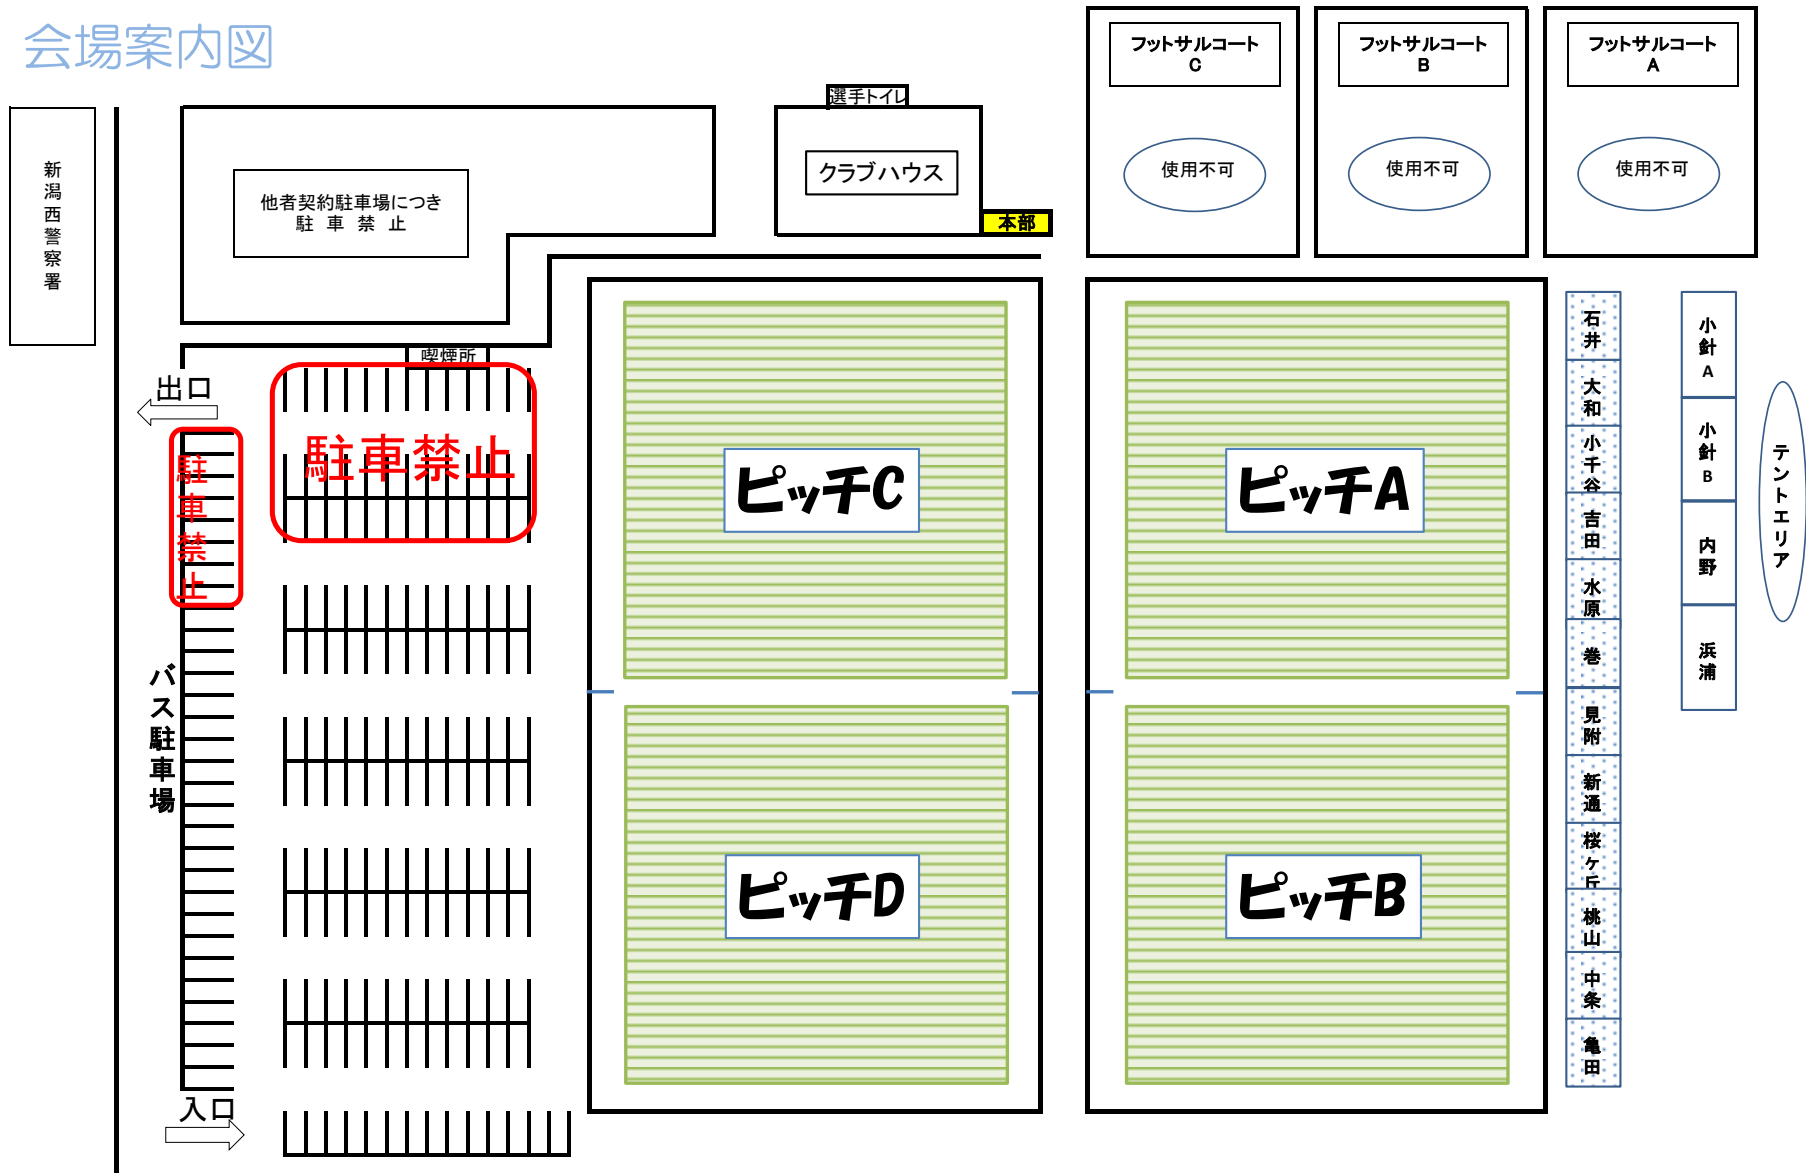 会場案内図
フットサルコート
C
フットサルコート
B
フットサルコート
A
選手トイレ
クラブハウス
本部
使用不可
使用不可
使用不可
新潟西警察署
他者契約駐車場につき
駐 車 禁 止
喫煙所
出口
駐車禁止
駐車禁止
バス駐車場
入口
ピッチC
ピッチA
ピッチD
ピッチB
石井
大和
小千谷
吉田
水原
巻
見附
新通
桜ヶ丘
桃山
中条
亀田
小針A
小針B
内野
浜浦
テントエリア